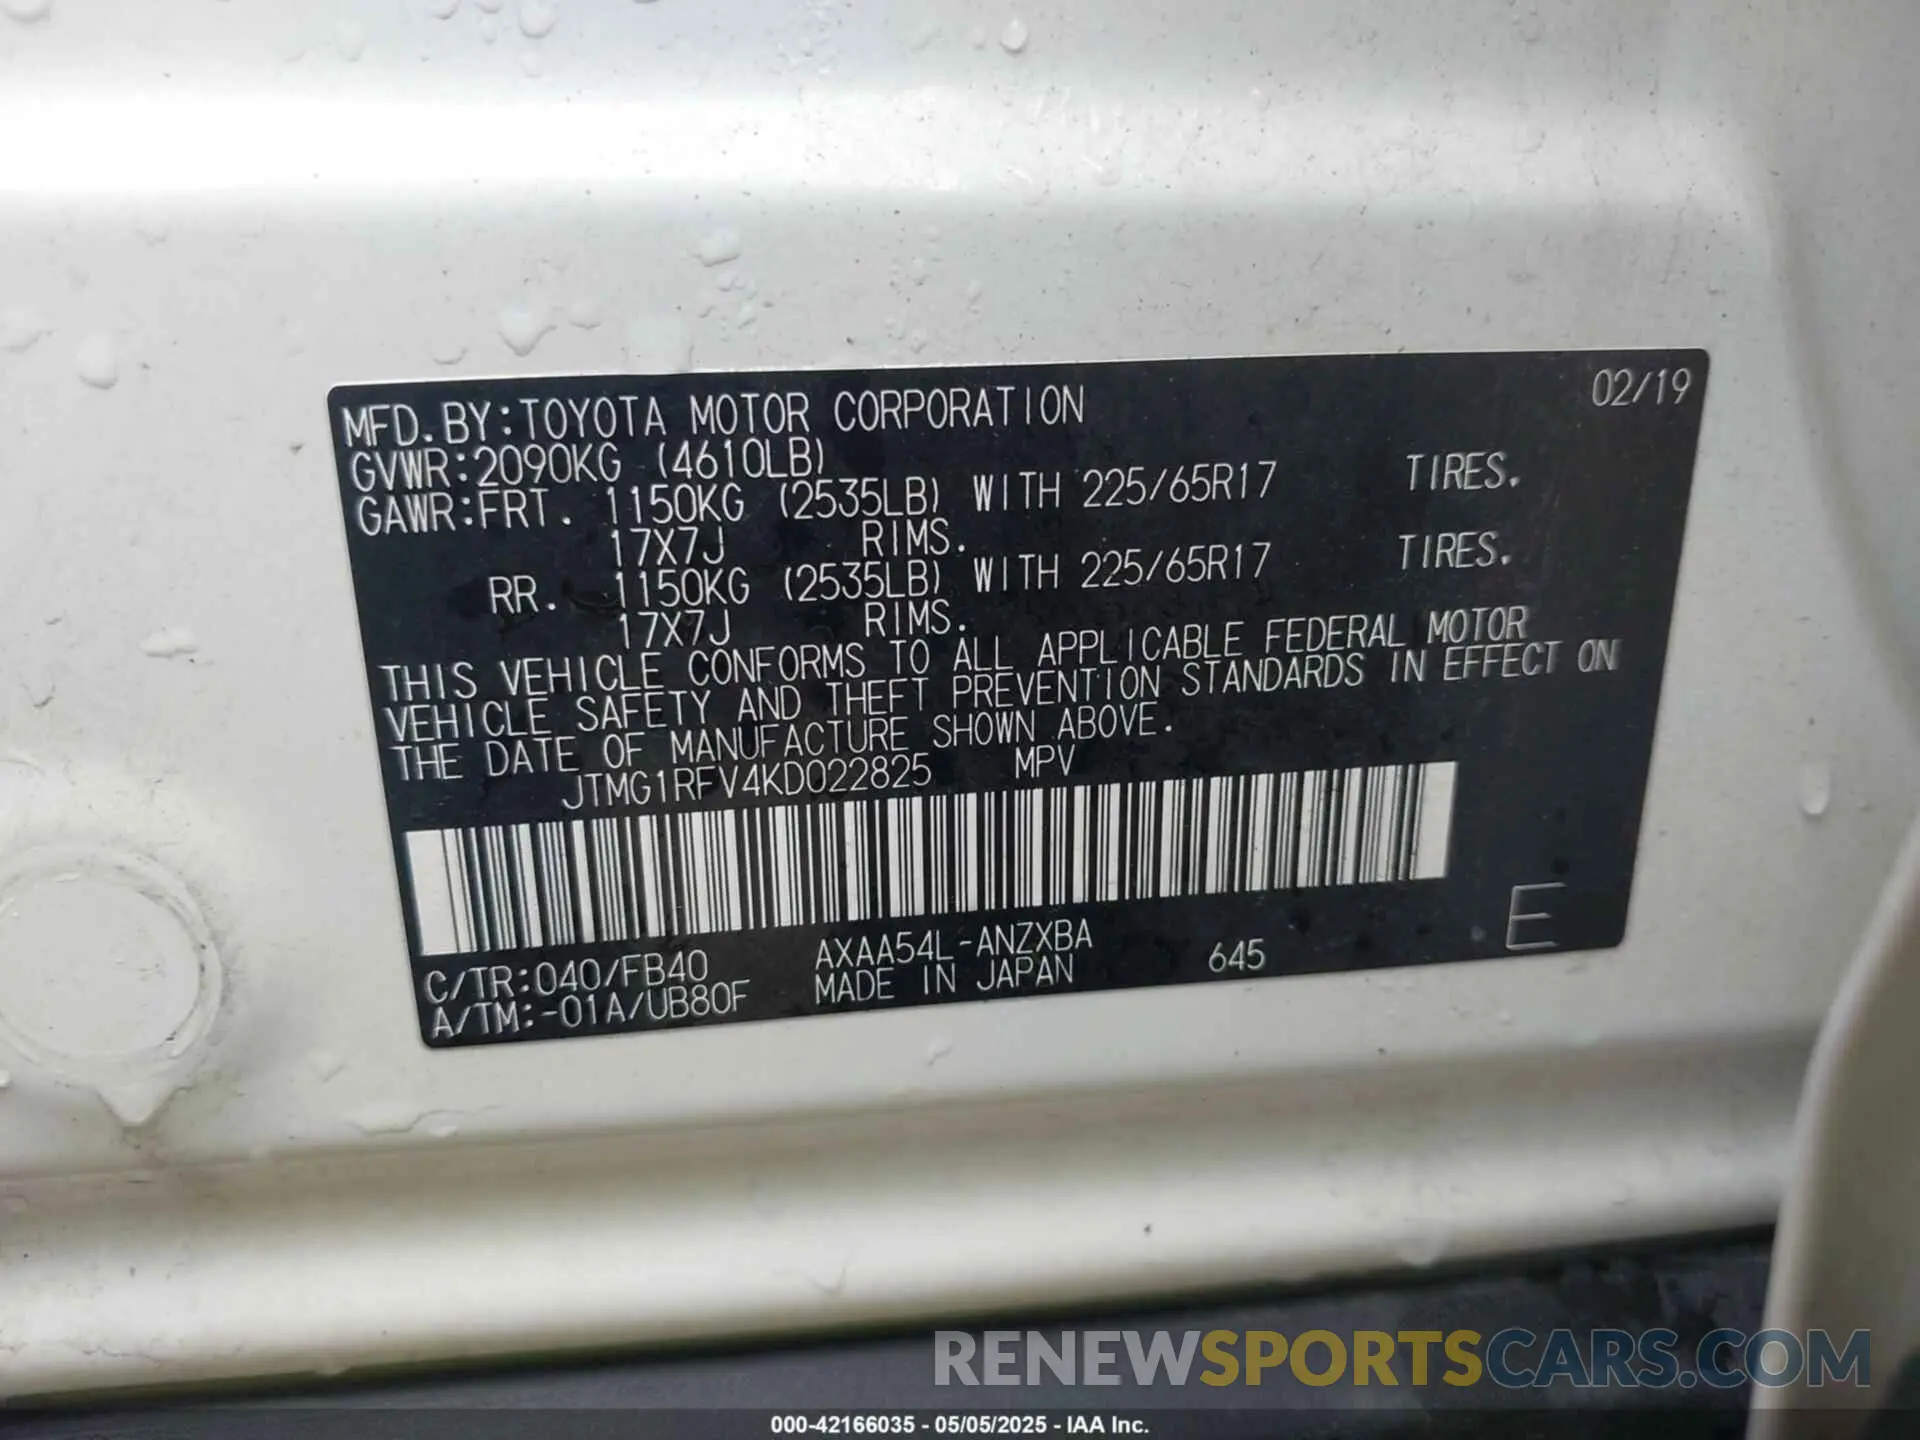 MFD.BY:TOYOTA MOTOR CORPORATION 02/19
GVWR:2090KG (4610LB)
GAWR:FRT. 1150KG (2535LB) WITH 225/65R17 TIRES.
17X7J RIMS.
RR. 1150KG (2535LB) WITH 225/65R17 TIRES.
17X7J RIMS.
THIS VEHICLE CONFORMS TO ALL APPLICABLE FEDERAL MOTOR
VEHICLE SAFETY AND THEFT PREVENTION STANDARDS IN EFFECT ON
THE DATE OF MANUFACTURE SHOWN ABOVE.
JTMG1RFV4KD022825 MPV
C/TR:040/FB40 AXAA54L-ANZXBA 645 E
A/TM:-01A/UB80F MADE IN JAPAN
RENEWSPORTSCARS.COM
000-42166035 - 05/05/2025 - IAA Inc.